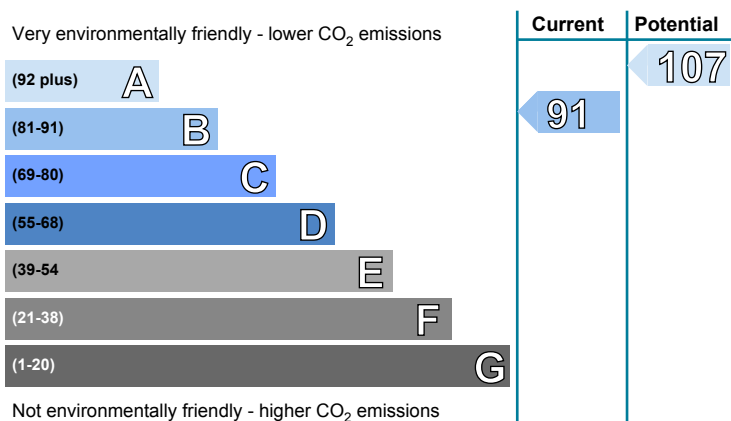 Very environmentally friendly - lower CO2 emissions
Current
Potential
(92 plus) A
107
(81-91) B
91
(69-80) C
(55-68) D
(39-54 E
(21-38) F
(1-20) G
Not environmentally friendly - higher CO2 emissions